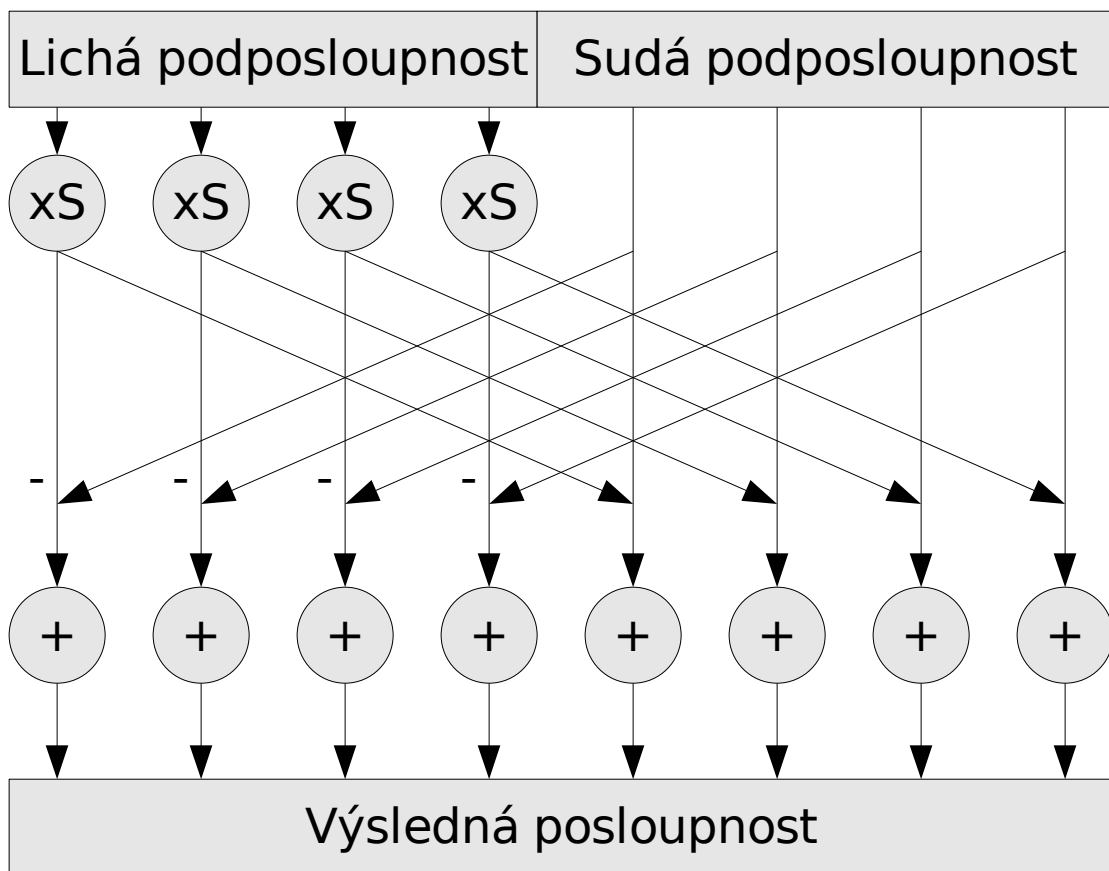 Lichá podposloupnost Sudá podposloupnost
xS xS xS xS
- - - -
+ + + + + + + +
Výsledná posloupnost